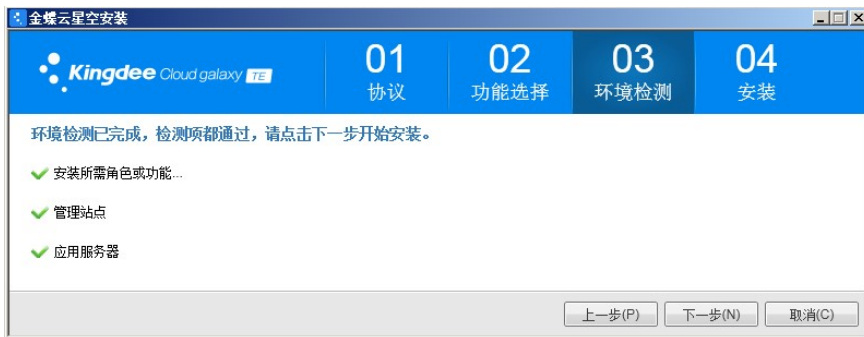 金蝶云星空安装
Kingdee Cloud galaxy TE
01
协议
02
功能选择
03
环境检测
04
安装
环境检测已完成，检测项都通过，请点击下一步开始安装。
安装所需角色或功能...
管理站点
应用服务器
上一步(P) 下一步(N) 取消(C)